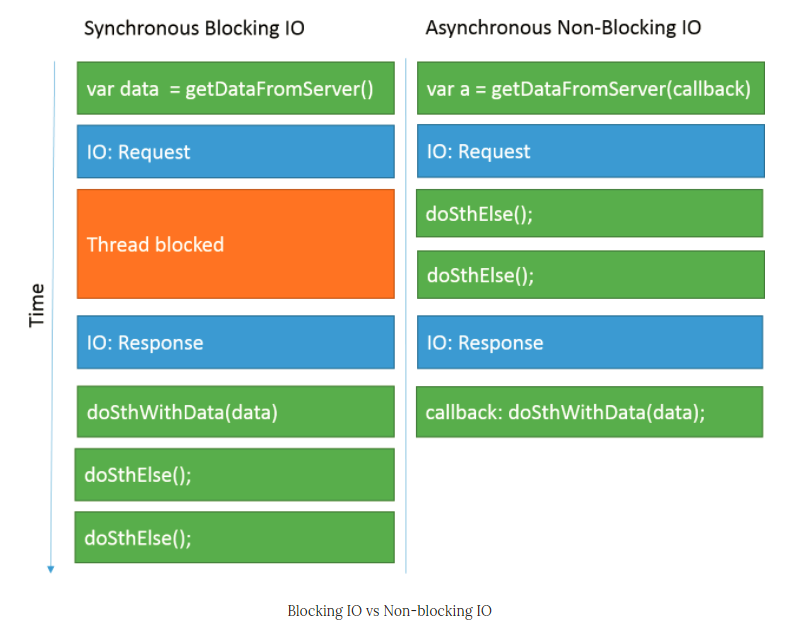 Synchronous Blocking IO
Asynchronous Non-Blocking IO
var data  = getDataFromServer()
var a = getDataFromServer(callback)
IO: Request
IO: Request
Thread blocked
doSthElse();
doSthElse();
Time
IO: Response
IO: Response
doSthWithData(data)
callback: doSthWithData(data);
doSthElse();
doSthElse();
Blocking IO vs Non-blocking IO